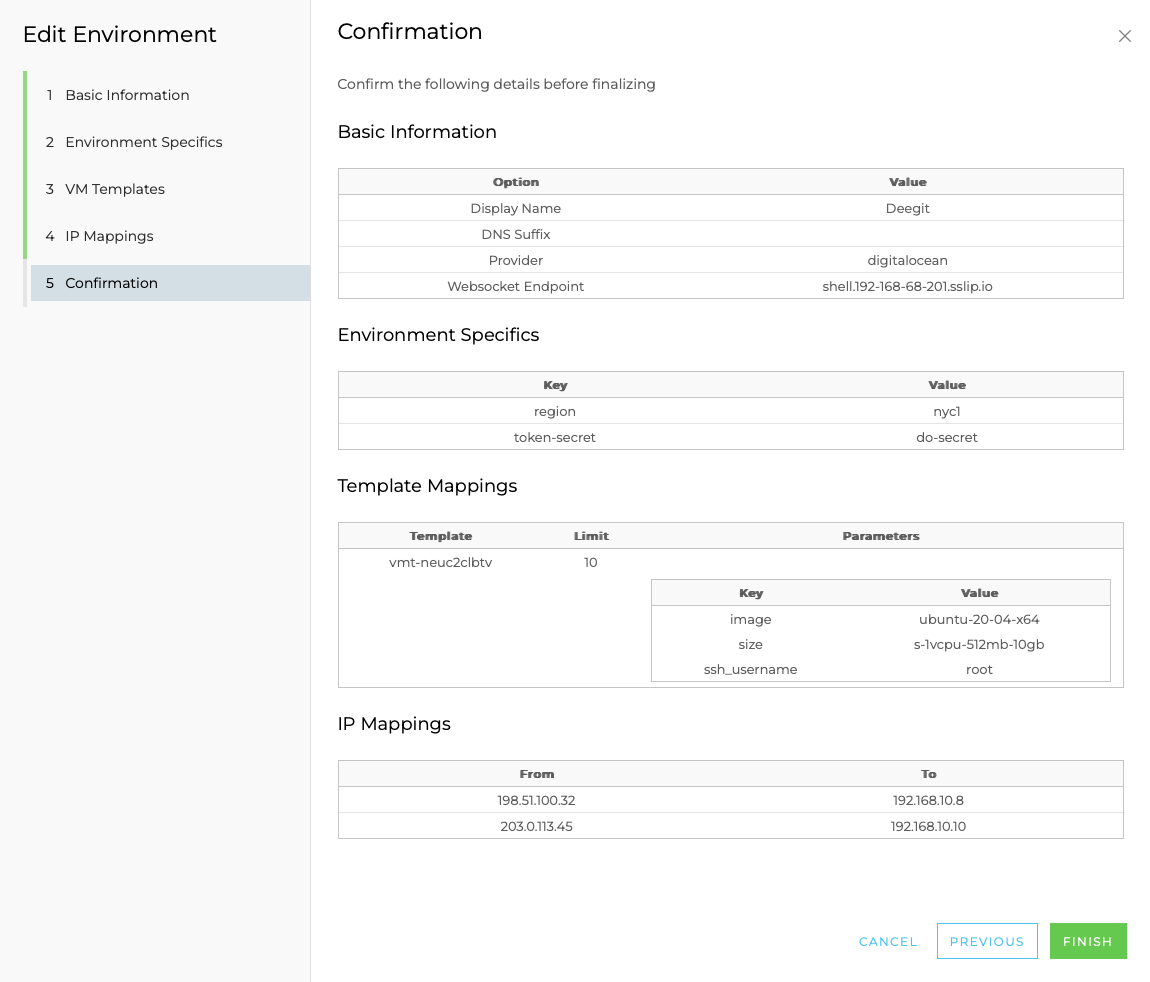 Edit Environment
1 Basic Information
2 Environment Specifics
3 VM Templates
4 IP Mappings
5 Confirmation
Confirmation
Confirm the following details before finalizing
Basic Information
Option Value
Display Name Deegit
DNS Suffix
Provider digitalocean
Websocket Endpoint shell.192-168-68-201.sslip.io
Environment Specifics
Key Value
region nyc1
token-secret do-secret
Template Mappings
Template Limit Parameters
vmt-neuc2clbtv 10
Key Value
image ubuntu-20-04-x64
size s-1vcpu-512mb-10gb
ssh_username root
IP Mappings
From To
198.51.100.32 192.168.10.8
203.0.113.45 192.168.10.10
CANCEL PREVIOUS FINISH